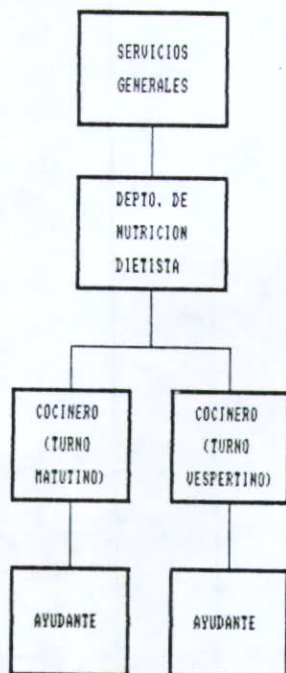 SERVICIOS
GENERALES
DEPTO. DE
NUTRICION
DIETISTA
COCINERO
(TURNO
MATUTINO)
COCINERO
(TURNO
VESPERTINO)
AYUDANTE
AYUDANTE